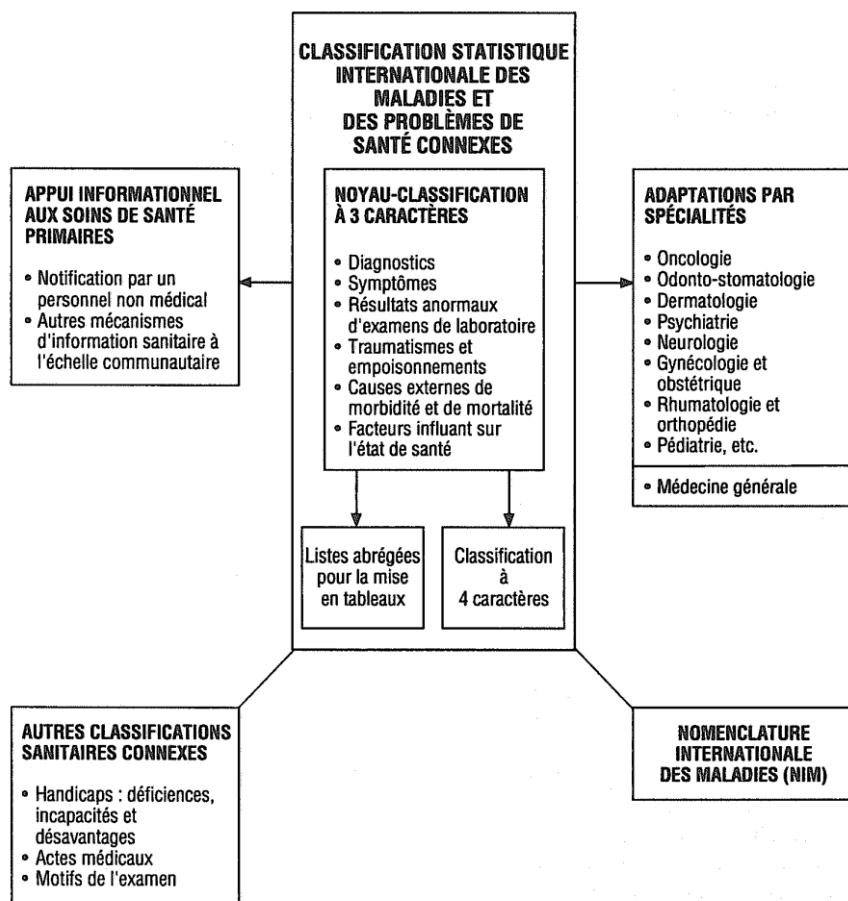 CLASSIFICATION STATISTIQUE
INTERNATIONALE DES
MALADIES ET
DES PROBLÈMES DE
SANTÉ CONNEXES
APPUI INFORMATIONNEL
AUX SOINS DE SANTÉ
PRIMAIRES
• Notification par un
personnel non médical
• Autres mécanismes
d'information sanitaire à
l'échelle communautaire
NOYAU-CLASSIFICATION
À 3 CARACTÈRES
• Diagnostics
• Symptômes
• Résultats anormaux
d'examens de laboratoire
• Traumatismes et
empoisonnements
• Causes externes de
morbidité et de mortalité
• Facteurs influant sur
l'état de santé
ADAPTATIONS PAR
SPÉCIALITÉS
• Oncologie
• Odonto-stomatologie
• Dermatologie
• Psychiatrie
• Neurologie
• Gynécologie et
obstétrique
• Rhumatologie et
orthopédie
• Pédiatrie, etc.
• Médecine générale
Listes abrégées
pour la mise
en tableaux
Classification
à
4 caractères
AUTRES CLASSIFICATIONS
SANITAIRES CONNEXES
• Handicaps : déficiences,
incapacités et
désavantages
• Actes médicaux
• Motifs de l'examen
NOMENCLATURE
INTERNATIONALE
DES MALADIES (NIM)